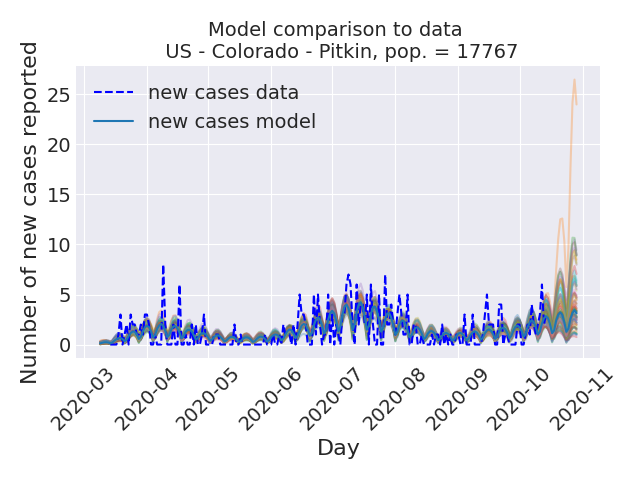 Model comparison to data
US - Colorado - Pitkin, pop. = 17767
Number of new cases reported
25
20
15
10
5
0
new cases data
new cases model
2020-03
2020-04
2020-05
2020-06
2020-07
2020-08
2020-09
2020-10
2020-11
Day